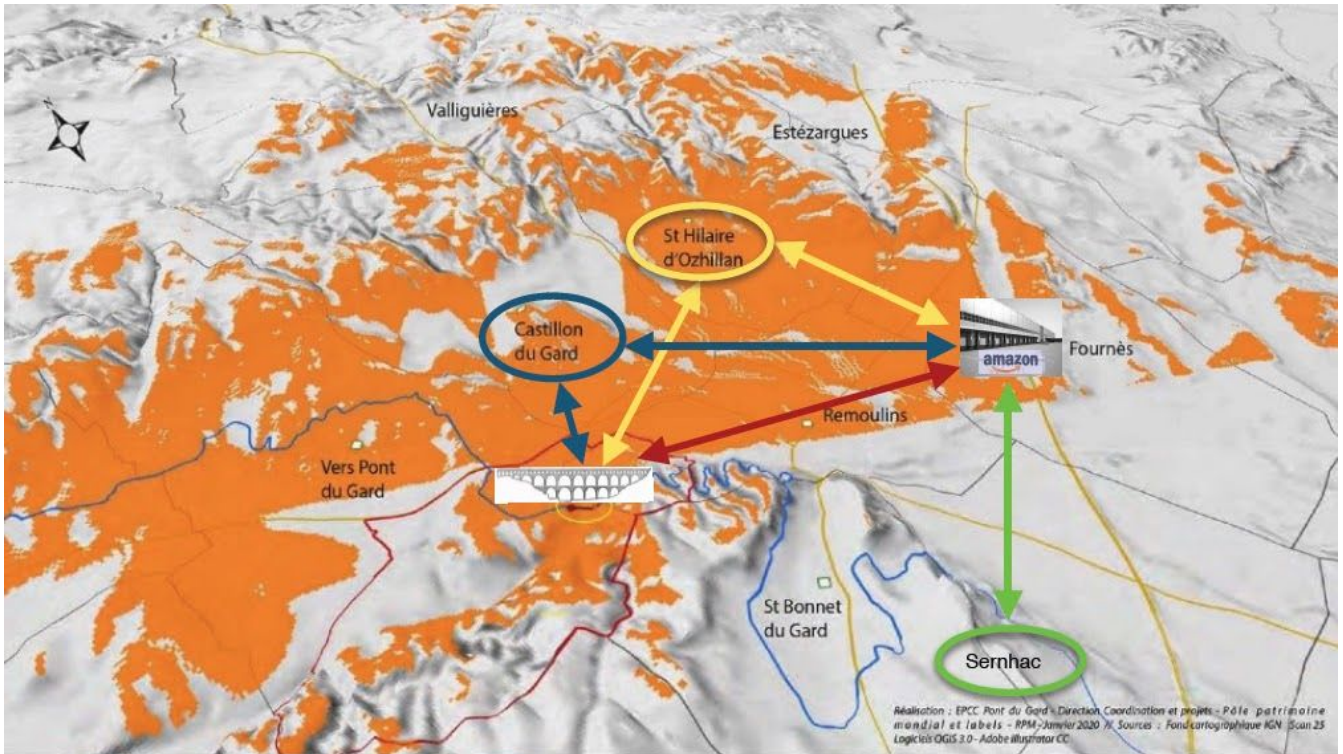 N
Valliguières
Estézargues
St Hilaire
d'Ozhillan
Castillon
du Gard
amazon
Fournès
Remoulins
Vers Pont
du Gard
St Bonnet
du Gard
Sernhac
Réalisation : EPCC Pont du Gard - Direction Coordination et projets - Pôle patrimoine
mondial et labels - RPM - Janvier 2020 // Sources : Fond cartographique IGN Scan 25
Logiciels QGIS 3.0 - Adobe Illustrator CC